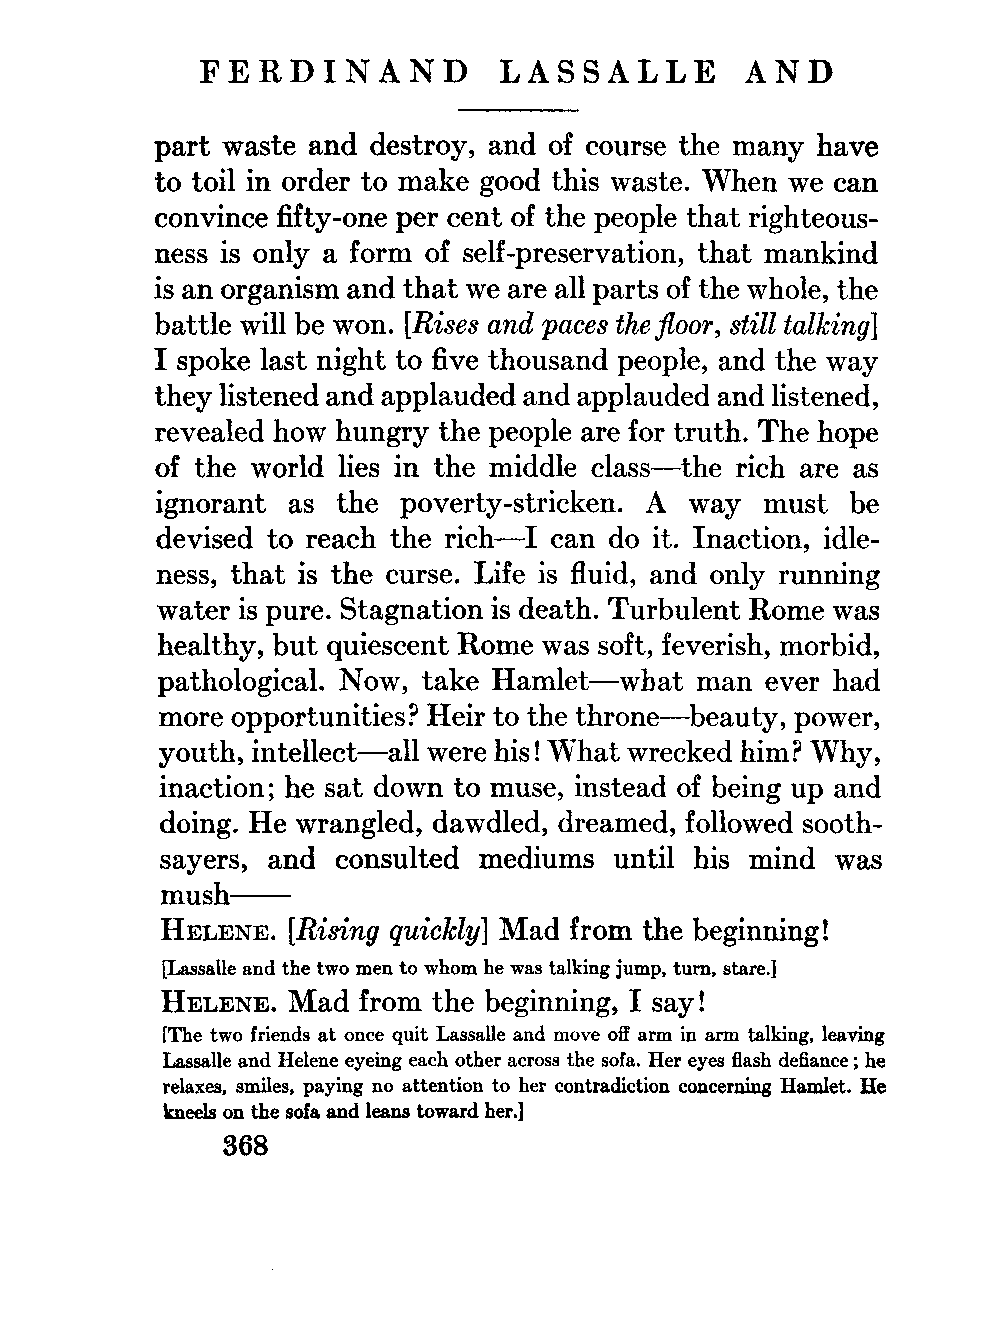 FERDINAND LASSALLE AND
part waste and destroy, and of course the many have
to toil in order to make good this waste. When we can
convince fifty-one per cent of the people that righteous-
ness is only a form of self-preservation, that mankind
is an organism and that we are all parts of the whole, the
battle will be won. [Rises and paces the floor, still talking]
I spoke last night to five thousand people, and the way
they listened and applauded and applauded and listened,
revealed how hungry the people are for truth. The hope
of the world lies in the middle class—the rich are as
ignorant as the poverty-stricken. A way must be
devised to reach the rich—I can do it. Inaction, idle-
ness, that is the curse. Life is fluid, and only running
water is pure. Stagnation is death. Turbulent Rome was
healthy, but quiescent Rome was soft, feverish, morbid,
pathological. Now, take Hamlet—what man ever had
more opportunities? Heir to the throne—beauty, power,
youth, intellect—all were his! What wrecked him? Why,
inaction; he sat down to muse, instead of being up and
doing. He wrangled, dawdled, dreamed, followed sooth-
sayers, and consulted mediums until his mind was
mush——
HELENE. [Rising quickly] Mad from the beginning!
[Lassalle and the two men to whom he was talking jump, turn, stare.]
HELENE. Mad from the beginning, I say!
[The two friends at once quit Lassalle and move off arm in arm talking, leaving
Lassalle and Helene eyeing each other across the sofa. Her eyes flash defiance; he
relaxes, smiles, paying no attention to her contradiction concerning Hamlet. He
kneels on the sofa and leans toward her.]
368